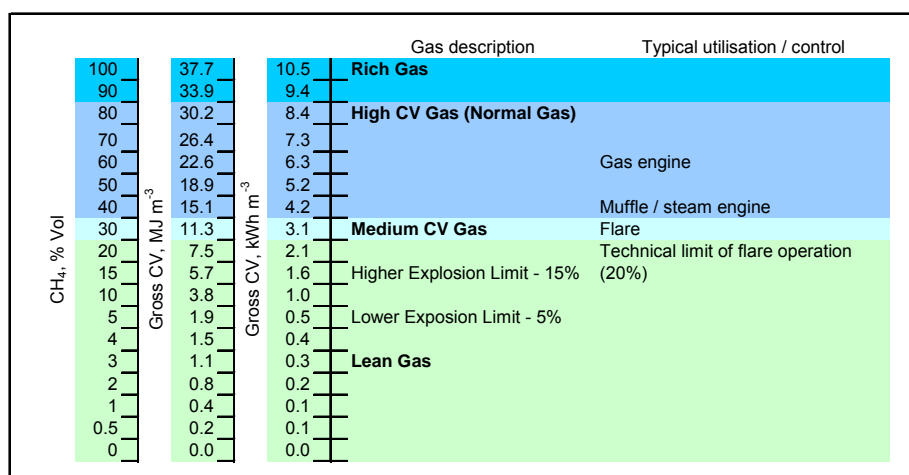 Gas description Typical utilisation / control
100 37.7 10.5 Rich Gas
90 33.9 9.4
80 30.2 8.4 High CV Gas (Normal Gas)
70 26.4 7.3
60 22.6 6.3 Gas engine
50 18.9 5.2
40 15.1 4.2 Muffle / steam engine
30 11.3 3.1 Medium CV Gas Flare
20 7.5 2.1 Technical limit of flare operation
15 5.7 1.6 Higher Explosion Limit - 15% (20%)
10 3.8 1.0
5 1.9 0.5 Lower Exposion Limit - 5%
4 1.5 0.4
3 1.1 0.3 Lean Gas
2 0.8 0.2
1 0.4 0.1
0.5 0.2 0.1
0 0.0 0.0
CH4, % Vol
Gross CV, MJ m-3
Gross CV, kWh m-3